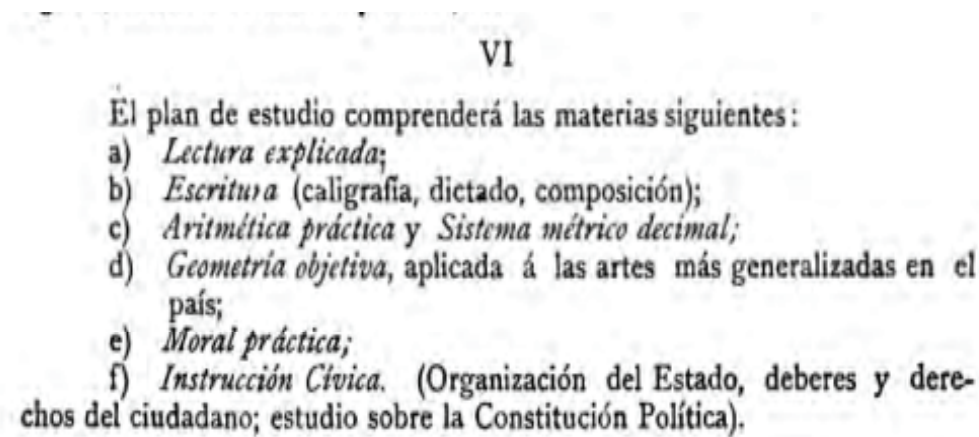 VI
El plan de estudio comprenderá las materias siguientes:
a) Lectura explicada;
b) Escritura (caligrafía, dictado, composición);
c) Aritmética práctica y Sistema métrico decimal;
d) Geometría objetiva, aplicada á las artes más generalizadas en el
país;
e) Moral práctica;
f) Instrucción Cívica. (Organización del Estado, deberes y dere-
chos del ciudadano; estudio sobre la Constitución Política).